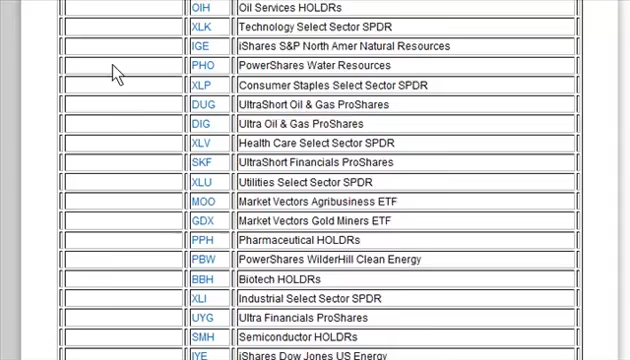 OIH Oil Services HOLDRs
XLK Technology Select Sector SPDR
IGE iShares S&P North Amer Natural Resources
PHO PowerShares Water Resources
XLP Consumer Staples Select Sector SPDR
DUG UltraShort Oil & Gas ProShares
DIG Ultra Oil & Gas ProShares
XLV Health Care Select Sector SPDR
SKF UltraShort Financials ProShares
XLU Utilities Select Sector SPDR
MOO Market Vectors Agribusiness ETF
GDX Market Vectors Gold Miners ETF
PPH Pharmaceutical HOLDRs
PBW PowerShares WilderHill Clean Energy
BBH Biotech HOLDRs
XLI Industrial Select Sector SPDR
UYG Ultra Financials ProShares
SMH Semiconductor HOLDRs
IYE iShares Dow Jones US Energy